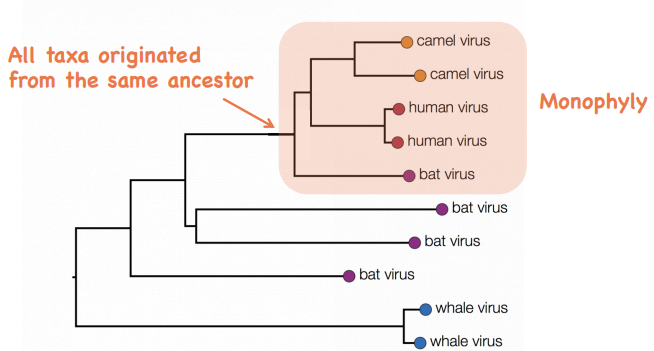 All taxa originated
from the same ancestor
Monophyly
camel virus
camel virus
human virus
human virus
bat virus
bat virus
bat virus
bat virus
whale virus
whale virus